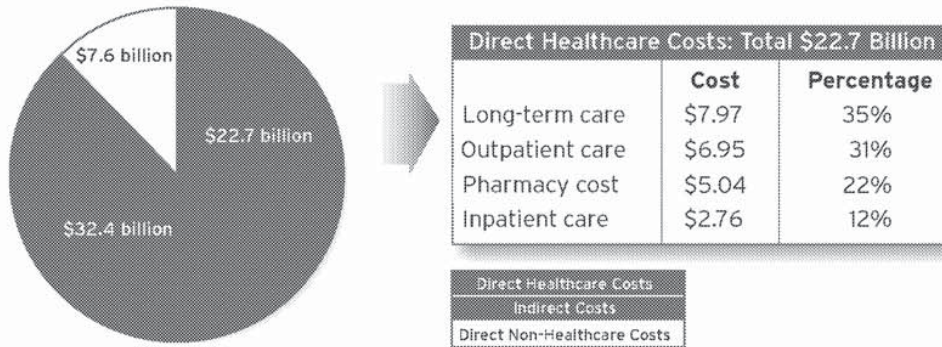 $7.6 billion
$22.7 billion
$32.4 billion
Direct Healthcare Costs: Total $22.7 Billion
Cost Percentage
Long-term care $7.97 35%
Outpatient care $6.95 31%
Pharmacy cost $5.04 22%
Inpatient care $2.76 12%
Direct Healthcare Costs
Indirect Costs
Direct Non-Healthcare Costs